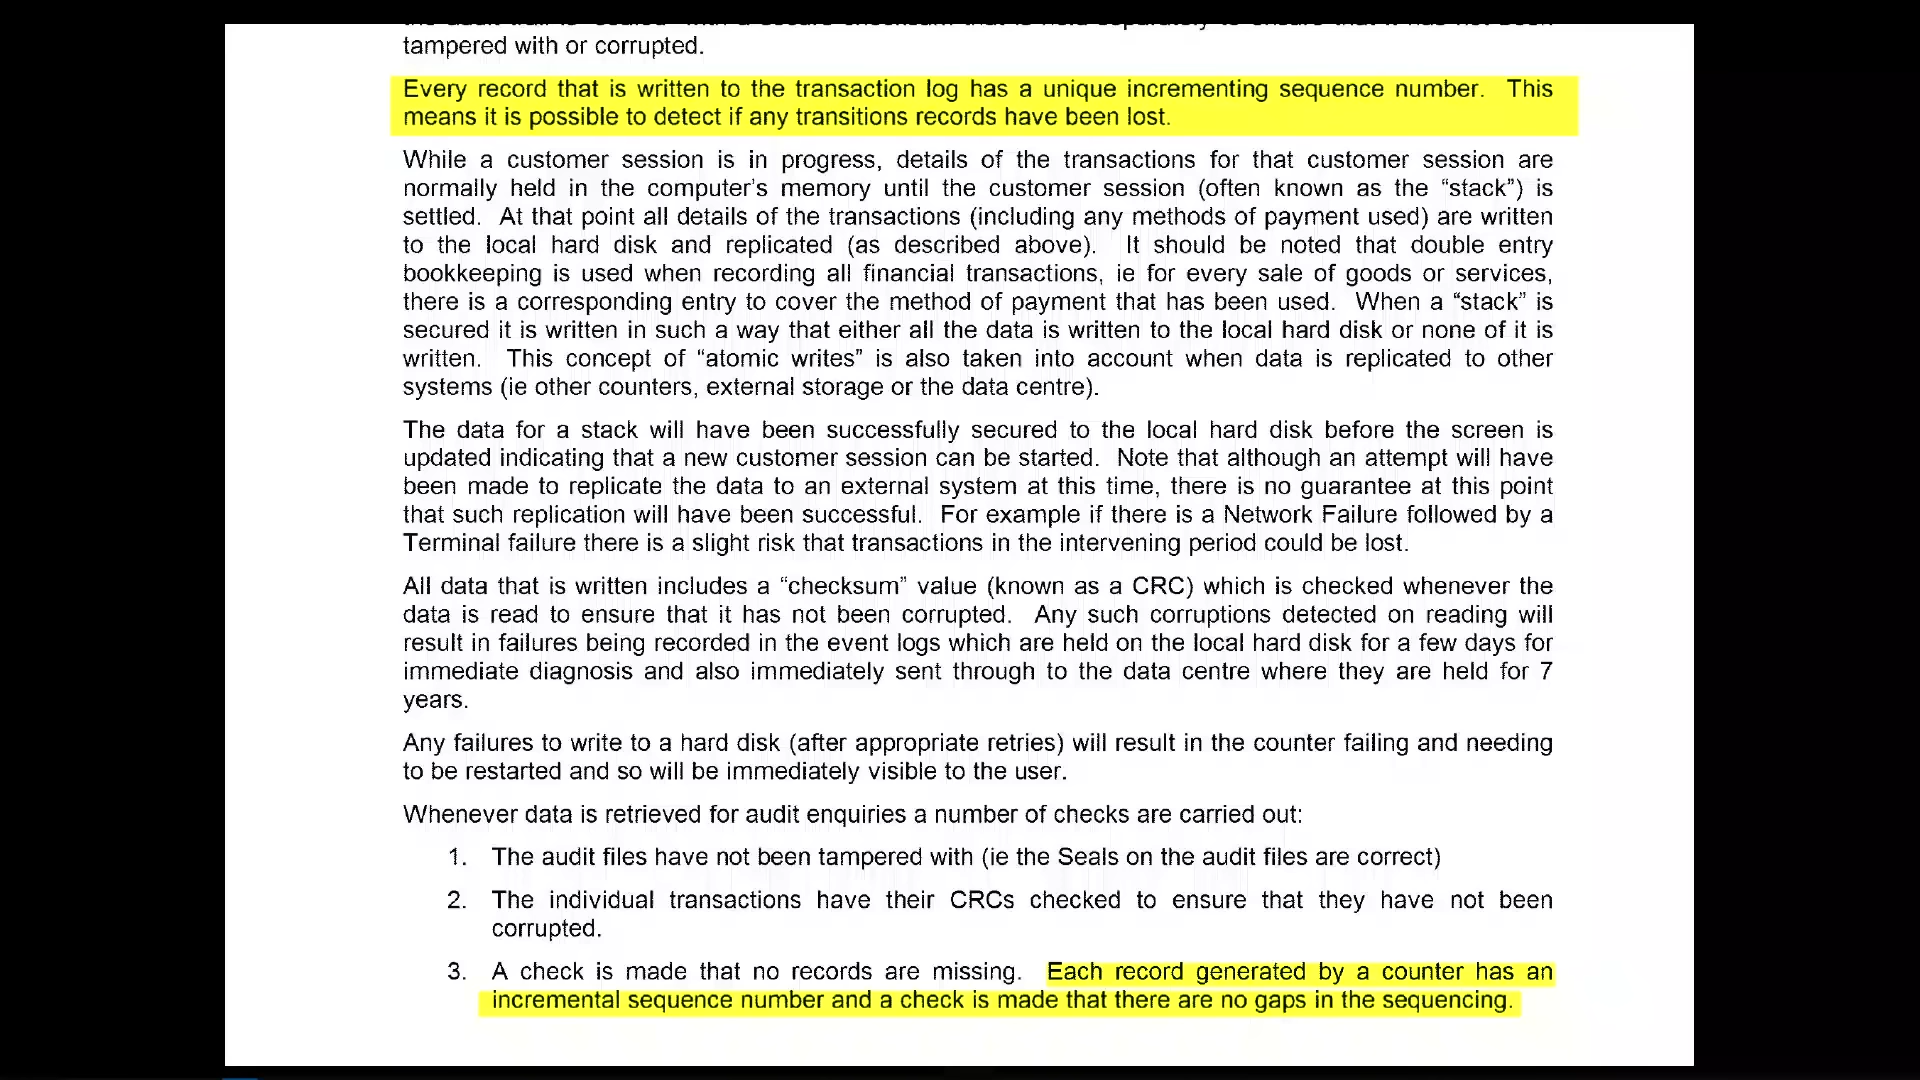 tampered with or corrupted.
Every record that is written to the transaction log has a unique incrementing sequence number. This
means it is possible to detect if any transitions records have been lost.
While a customer session is in progress, details of the transactions for that customer session are
normally held in the computer's memory until the customer session (often known as the “stack”) is
settled. At that point all details of the transactions (including any methods of payment used) are written
to the local hard disk and replicated (as described above). It should be noted that double entry
bookkeeping is used when recording all financial transactions, ie for every sale of goods or services,
there is a corresponding entry to cover the method of payment that has been used. When a “stack” is
secured it is written in such a way that either all the data is written to the local hard disk or none of it is
written. This concept of “atomic writes” is also taken into account when data is replicated to other
systems (ie other counters, external storage or the data centre).
The data for a stack will have been successfully secured to the local hard disk before the screen is
updated indicating that a new customer session can be started. Note that although an attempt will have
been made to replicate the data to an external system at this time, there is no guarantee at this point
that such replication will have been successful. For example if there is a Network Failure followed by a
Terminal failure there is a slight risk that transactions in the intervening period could be lost.
All data that is written includes a “checksum” value (known as a CRC) which is checked whenever the
data is read to ensure that it has not been corrupted. Any such corruptions detected on reading will
result in failures being recorded in the event logs which are held on the local hard disk for a few days for
immediate diagnosis and also immediately sent through to the data centre where they are held for 7
years.
Any failures to write to a hard disk (after appropriate retries) will result in the counter failing and needing
to be restarted and so will be immediately visible to the user.
Whenever data is retrieved for audit enquiries a number of checks are carried out:
1. The audit files have not been tampered with (ie the Seals on the audit files are correct)
2. The individual transactions have their CRCs checked to ensure that they have not been
corrupted.
3. A check is made that no records are missing. Each record generated by a counter has an
incremental sequence number and a check is made that there are no gaps in the sequencing.